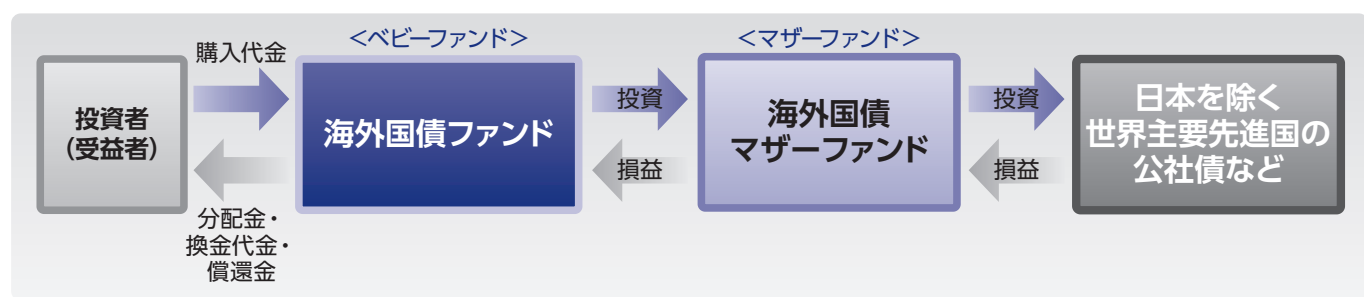 <ベビーファンド>
<マザーファンド>
購入代金
投資者
(受益者)
分配金・
換金代金・
償還金
海外国債ファンド
投資
損益
海外国債
マザーファンド
投資
損益
日本を除く
世界主要先進国の
公社債など